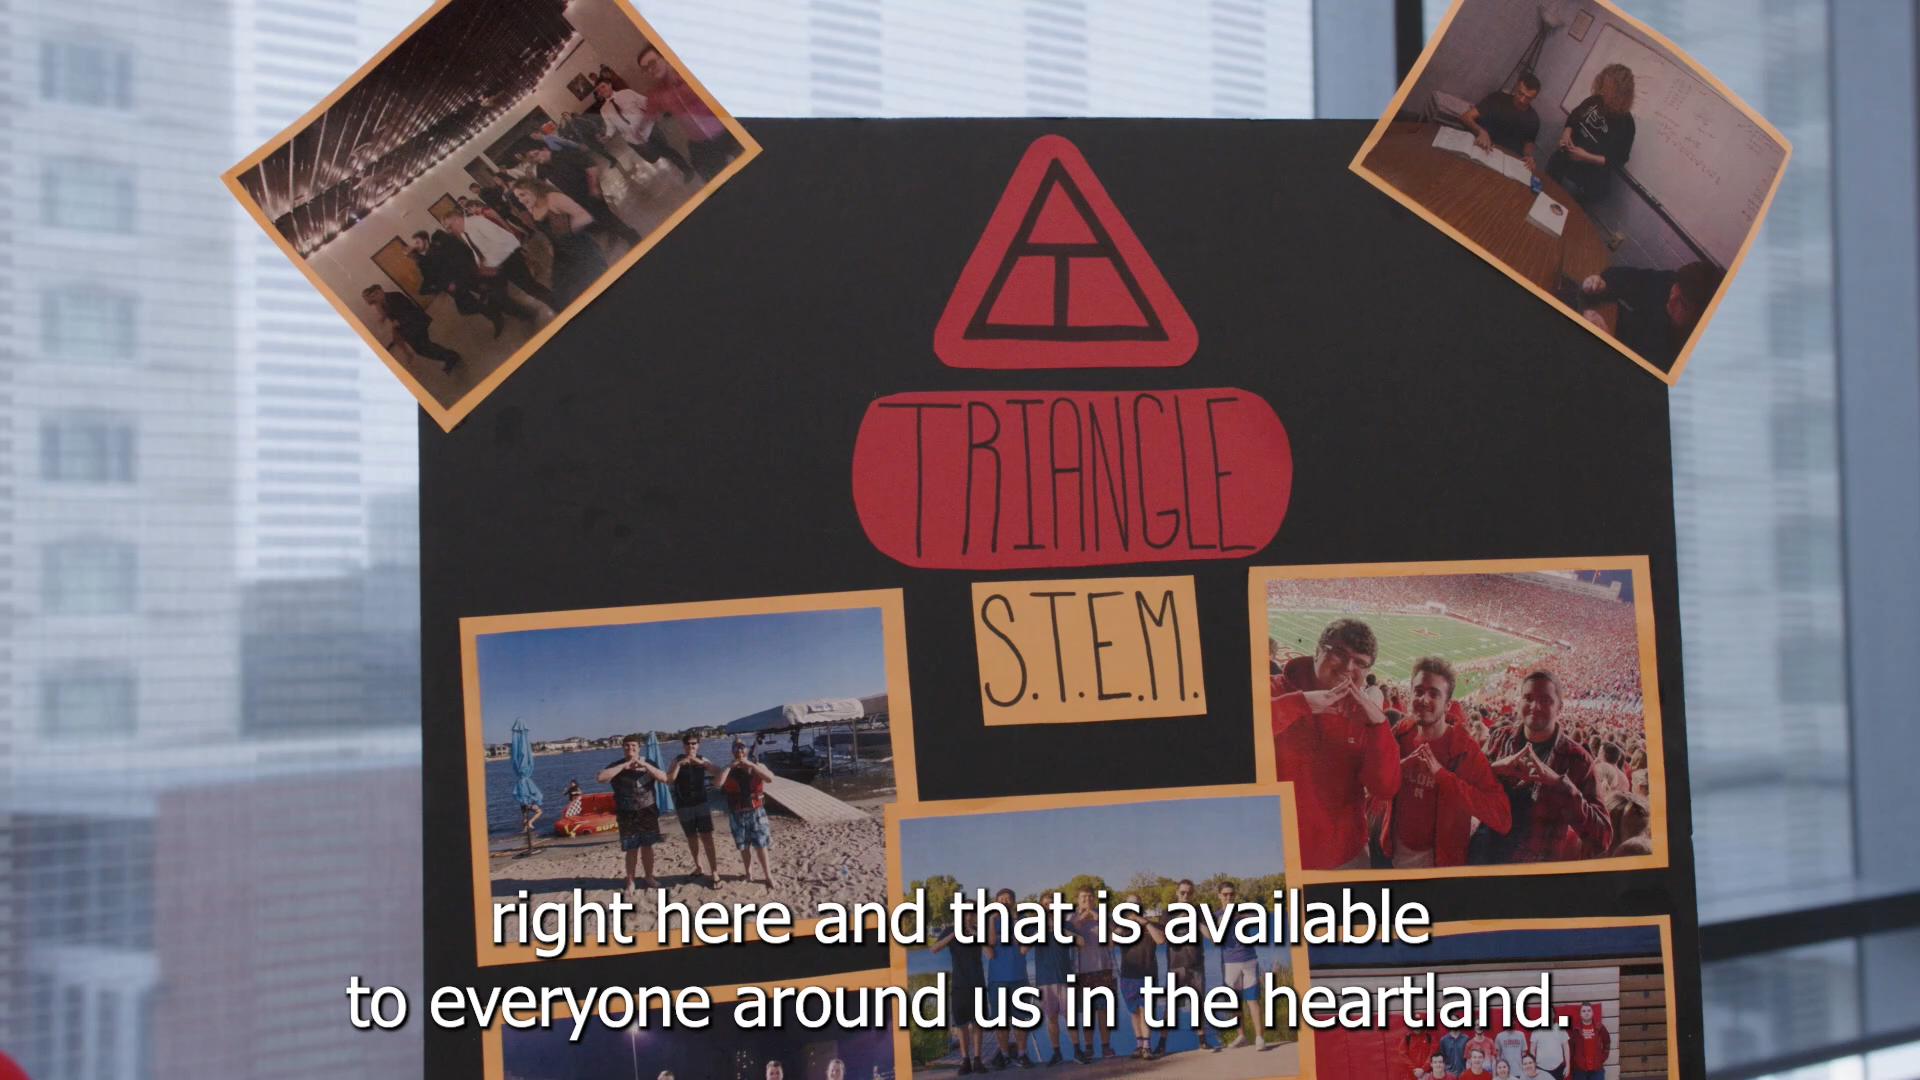 TRIANGLE
S.T.E.M.
right here and that is available
to everyone around us in the heartland.